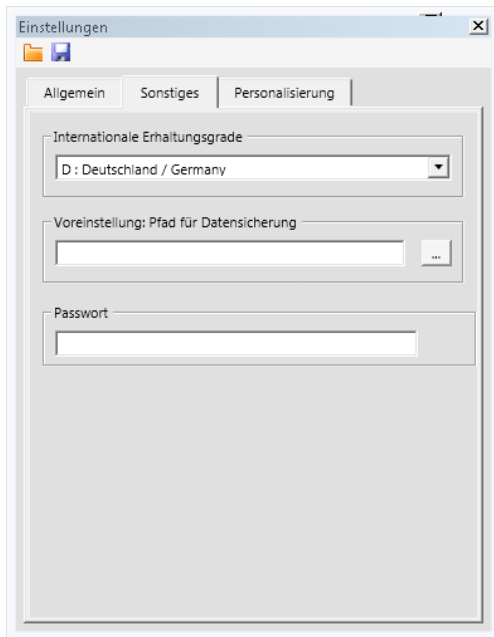 Einstellungen
Allgemein Sonstiges Personalisierung
Internationale Erhaltungsgrade
D : Deutschland / Germany
Voreinstellung: Pfad für Datensicherung
...
Passwort